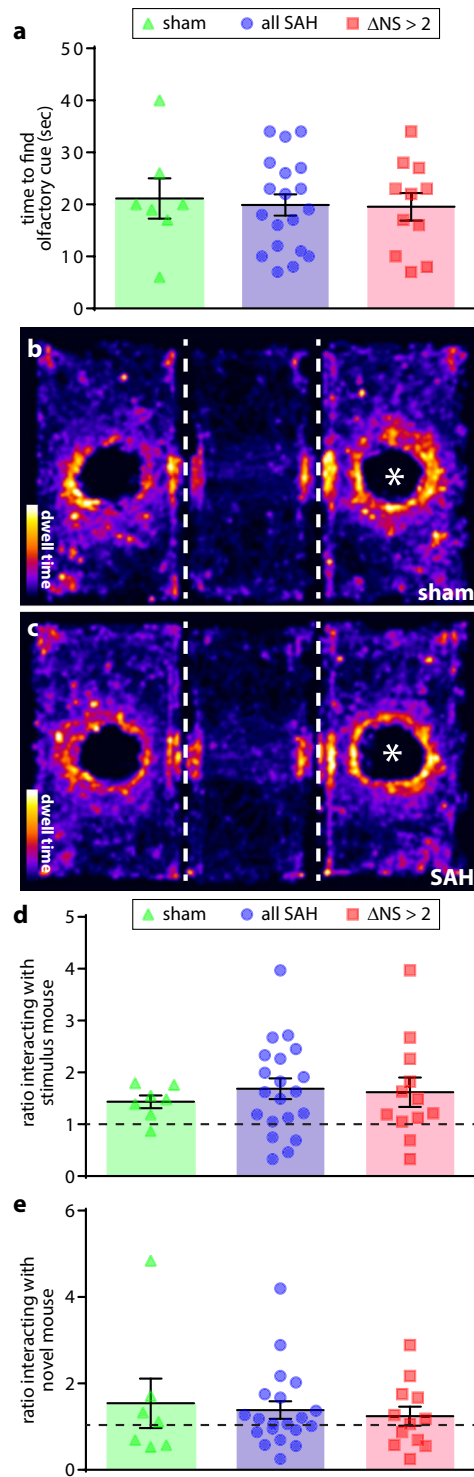 a
sham
all SAH
ΔNS > 2
time to find
olfactory cue (sec)
50
40
30
20
10
0
b
dwell time
*
sham
c
dwell time
*
SAH
d
sham
all SAH
ΔNS > 2
ratio interacting with
stimulus mouse
5
4
3
2
1
0
e
ratio interacting with
novel mouse
6
4
2
0